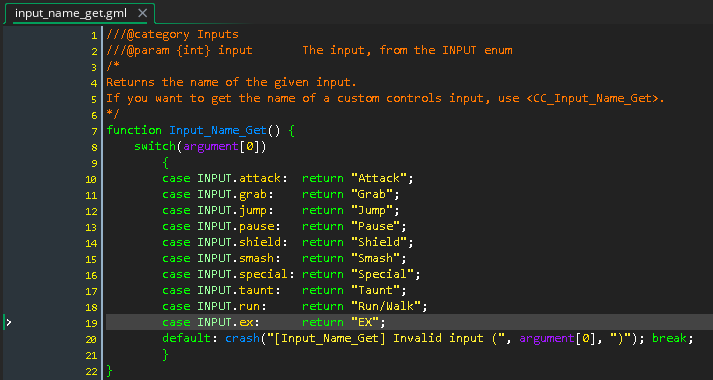 input_name_get.gml ×
1 ///@category Inputs
2 ///@param {int} input The input, from the INPUT enum
3 /*
4 Returns the name of the given input.
5 If you want to get the name of a custom controls input, use <CC_Input_Name_Get>.
6 */
7 function Input_Name_Get() {
8 switch(argument[0])
9 {
10 case INPUT.attack: return "Attack";
11 case INPUT.grab: return "Grab";
12 case INPUT.jump: return "Jump";
13 case INPUT.pause: return "Pause";
14 case INPUT.shield: return "Shield";
15 case INPUT.smash: return "Smash";
16 case INPUT.special: return "Special";
17 case INPUT.taunt: return "Taunt";
18 case INPUT.run: return "Run/Walk";
19 case INPUT.ex: return "EX";
20 default: crash("[Input_Name_Get] Invalid input (", argument[0], ")"); break;
21 }
22 }